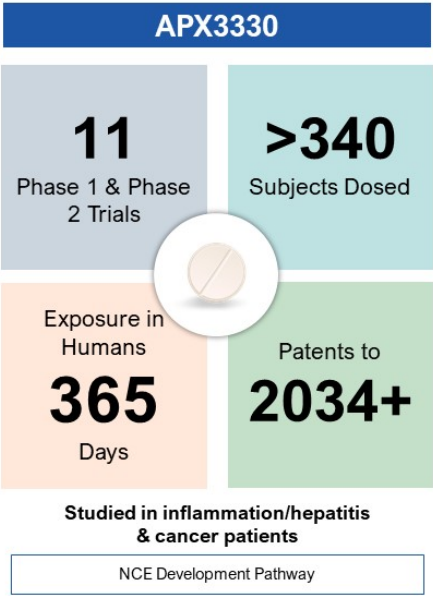 APX3330
11
Phase 1 & Phase
2 Trials
>340
Subjects Dosed
Exposure in
Humans
365
Days
Patents to
2034+
Studied in inflammation/hepatitis
& cancer patients
NCE Development Pathway